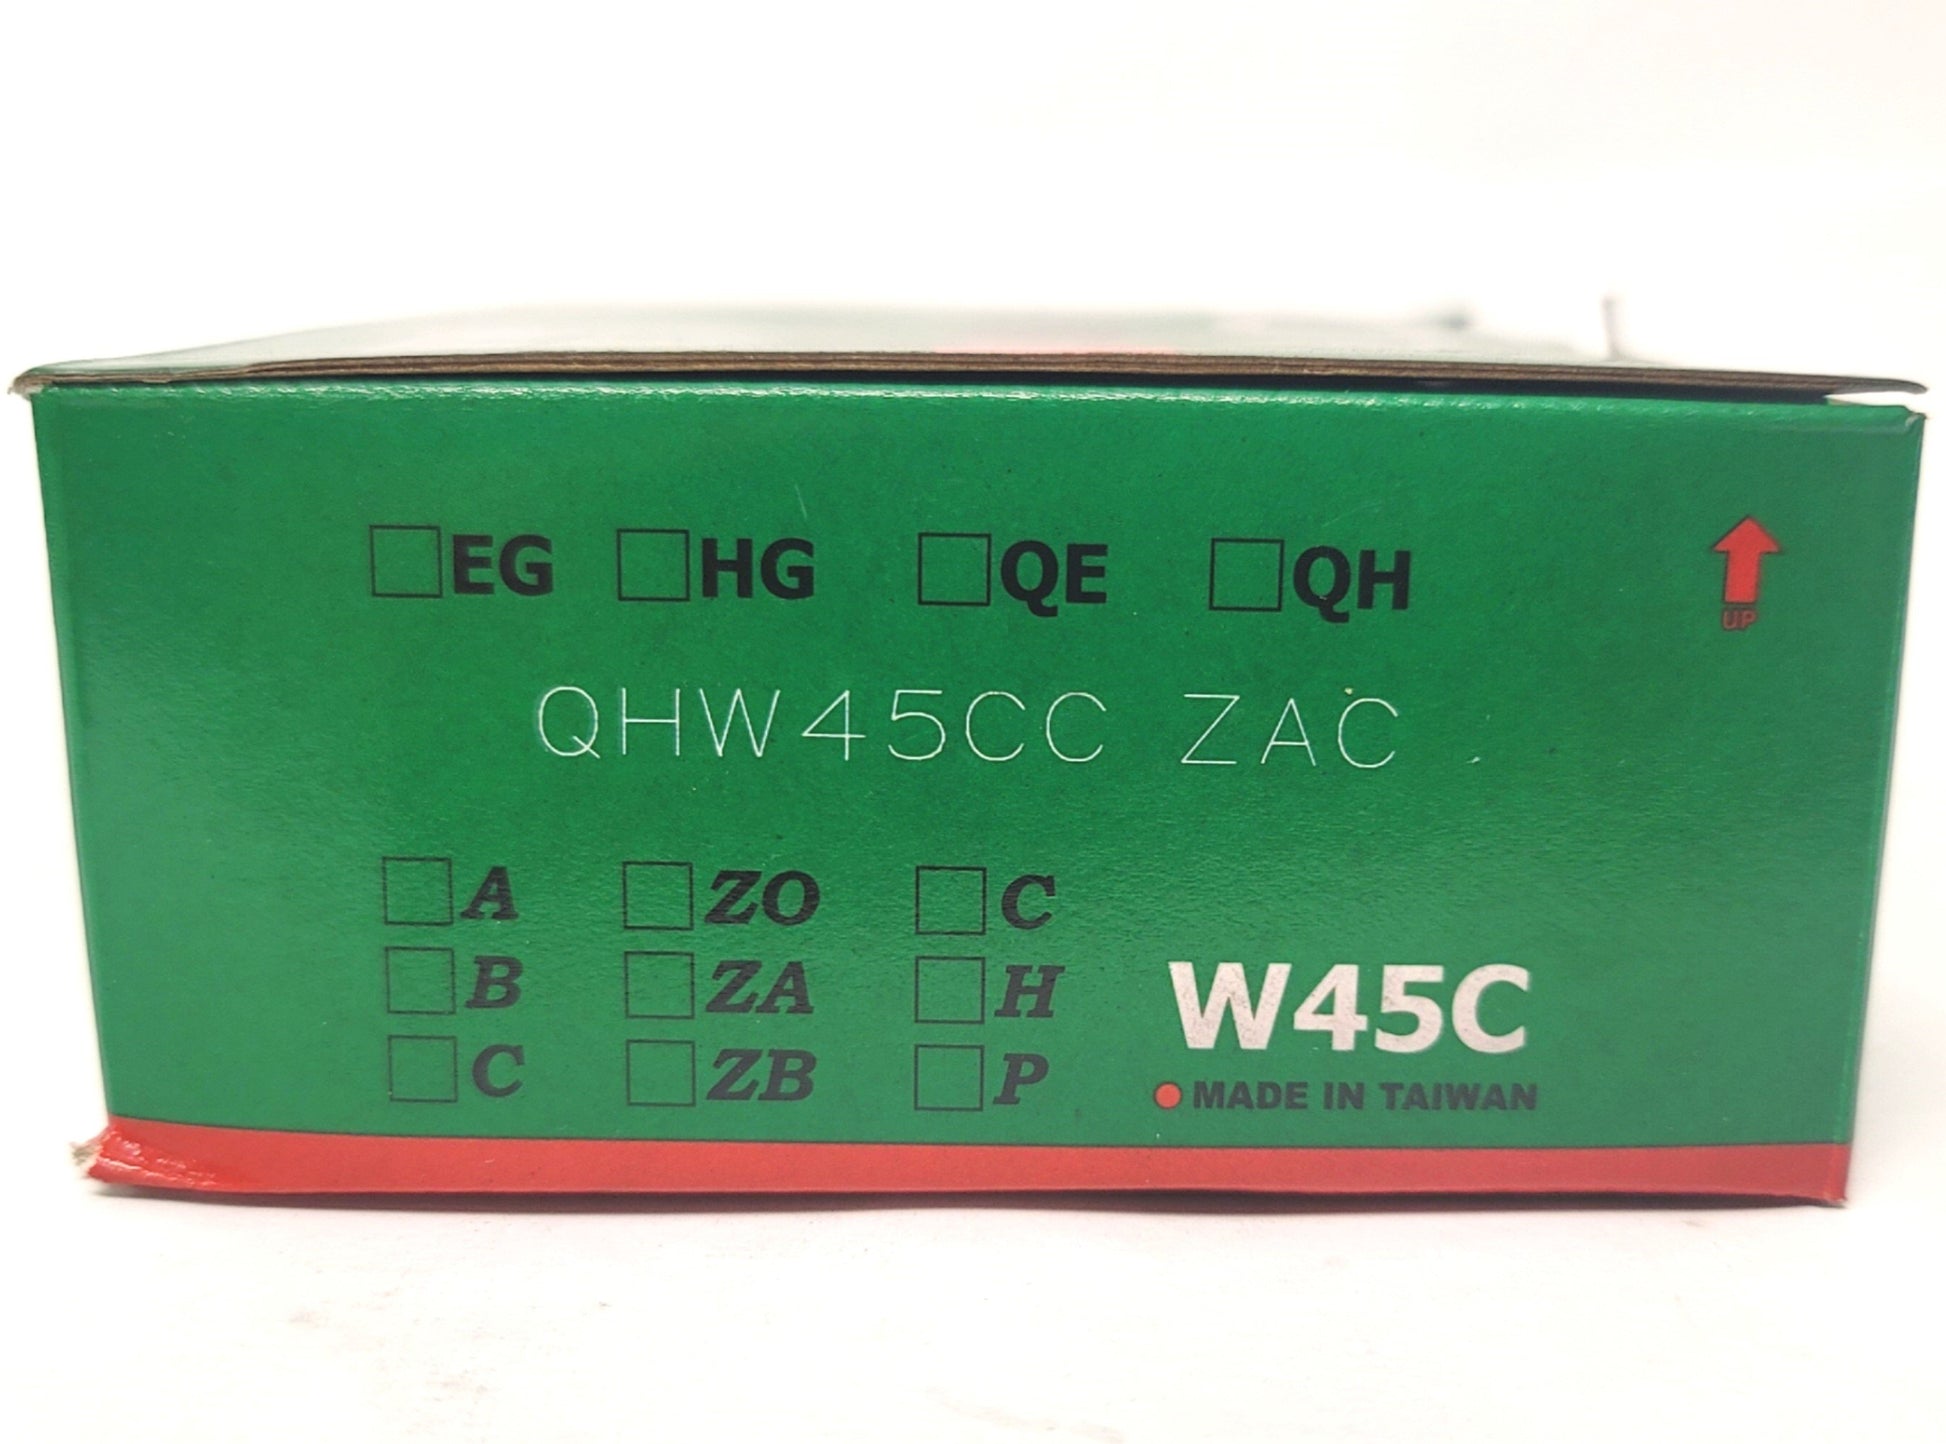 EG HG QE QH
UP
QHW45CC ZAC
A ZO C
B ZA H
C ZB P
W45C
MADE IN TAIWAN